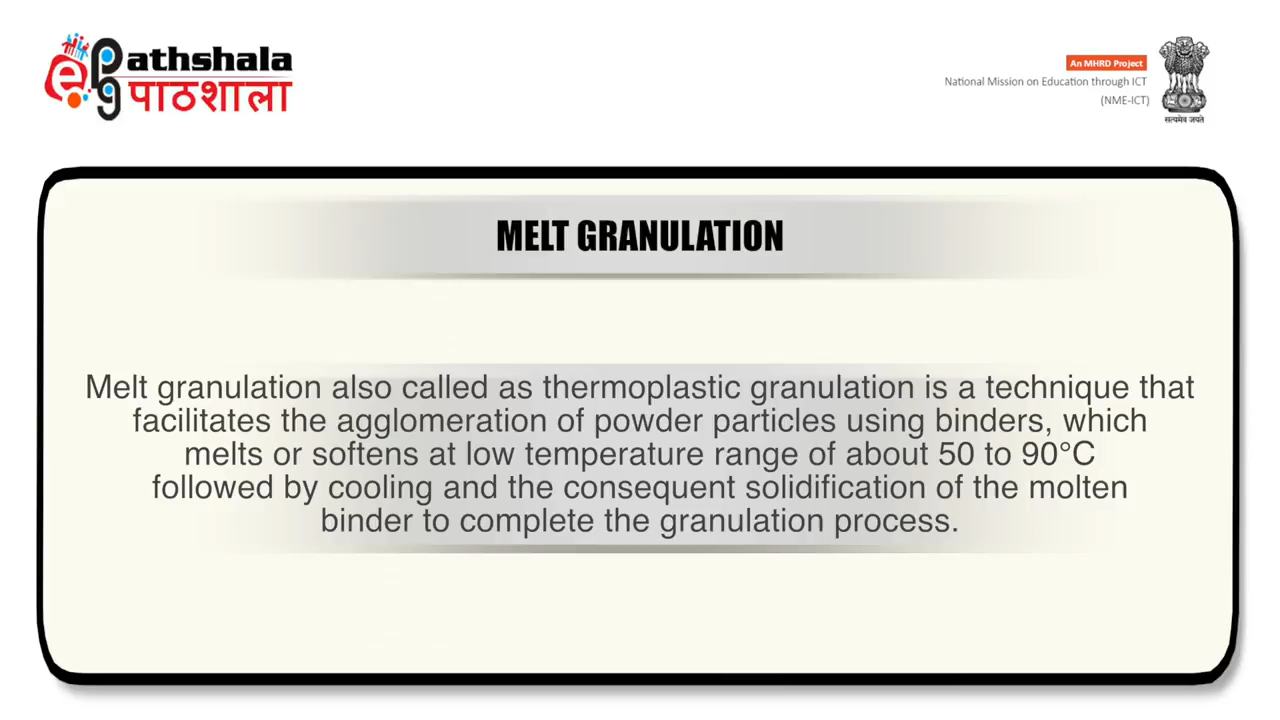 e pg Pathshala
पाठशाला
An MHRD Project
National Mission on Education through ICT
(NME-ICT)
सत्यमेव जयते
MELT GRANULATION
Melt granulation also called as thermoplastic granulation is a technique that
facilitates the agglomeration of powder particles using binders, which
melts or softens at low temperature range of about 50 to 90°C
followed by cooling and the consequent solidification of the molten
binder to complete the granulation process.